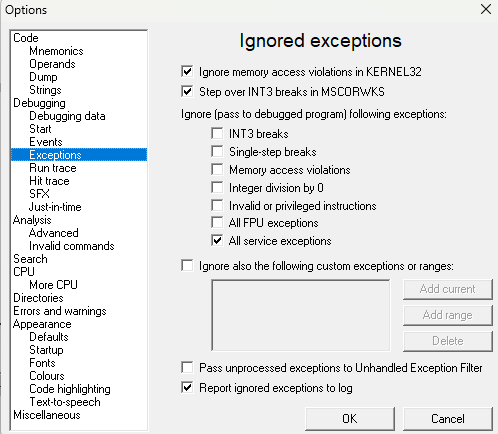 Options
Code
Mnemonics
Operands
Dump
Strings
Debugging
Debugging data
Start
Events
Exceptions
Run trace
Hit trace
SFX
Just-in-time
Analysis
Advanced
Invalid commands
Search
CPU
More CPU
Directories
Errors and warnings
Appearance
Defaults
Startup
Fonts
Colours
Code highlighting
Text-to-speech
Miscellaneous
Ignored exceptions
Ignore memory access violations in KERNEL32
Step over INT3 breaks in MSCORWKS
Ignore (pass to debugged program) following exceptions:
INT3 breaks
Single-step breaks
Memory access violations
Integer division by 0
Invalid or privileged instructions
All FPU exceptions
All service exceptions
Ignore also the following custom exceptions or ranges:
Add current
Add range
Delete
Pass unprocessed exceptions to Unhandled Exception Filter
Report ignored exceptions to log
OK
Cancel